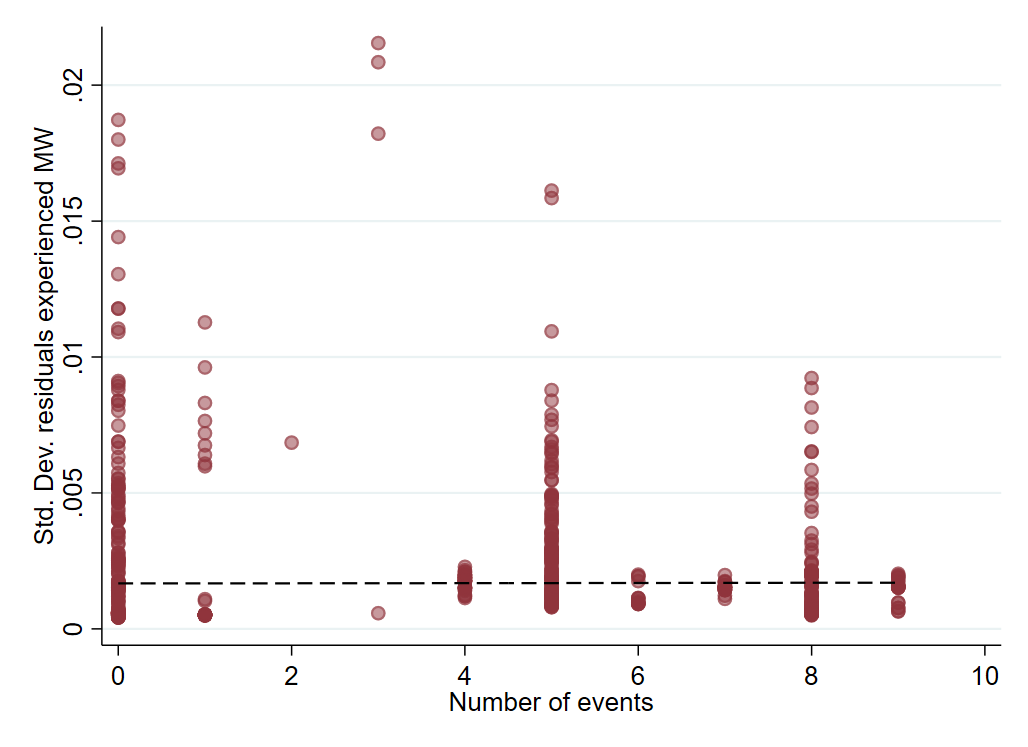 Std. Dev. residuals experienced MW
.02
.015
.01
.005
0
0 2 4 6 8 10
Number of events